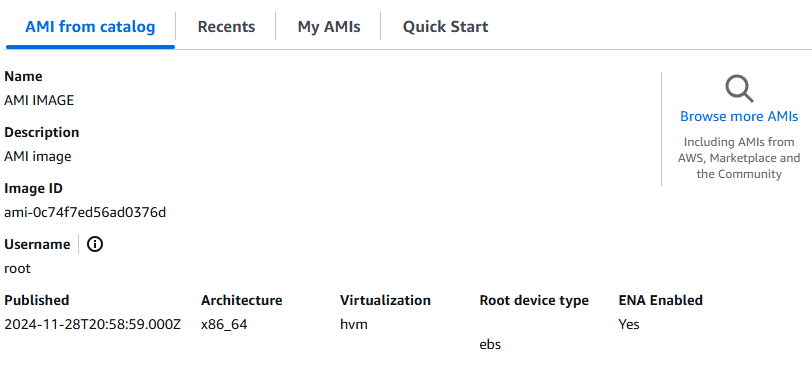 AMI from catalog
Recents
My AMIs
Quick Start
Name
AMI IMAGE
Description
AMI image
Image ID
ami-0c74f7ed56ad0376d
Username
root
Browse more AMIs
Including AMIs from
AWS, Marketplace and
the Community
Published
Architecture
Virtualization
Root device type
ENA Enabled
2024-11-28T20:58:59.000Z
x86_64
hvm
ebs
Yes